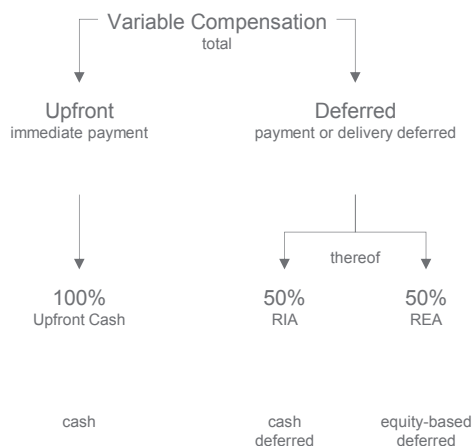 Variable Compensation
total
Upfront
immediate payment
Deferred
payment or delivery deferred
thereof
100%
Upfront Cash
50%
RIA
50%
REA
cash
cash
deferred
equity-based
deferred